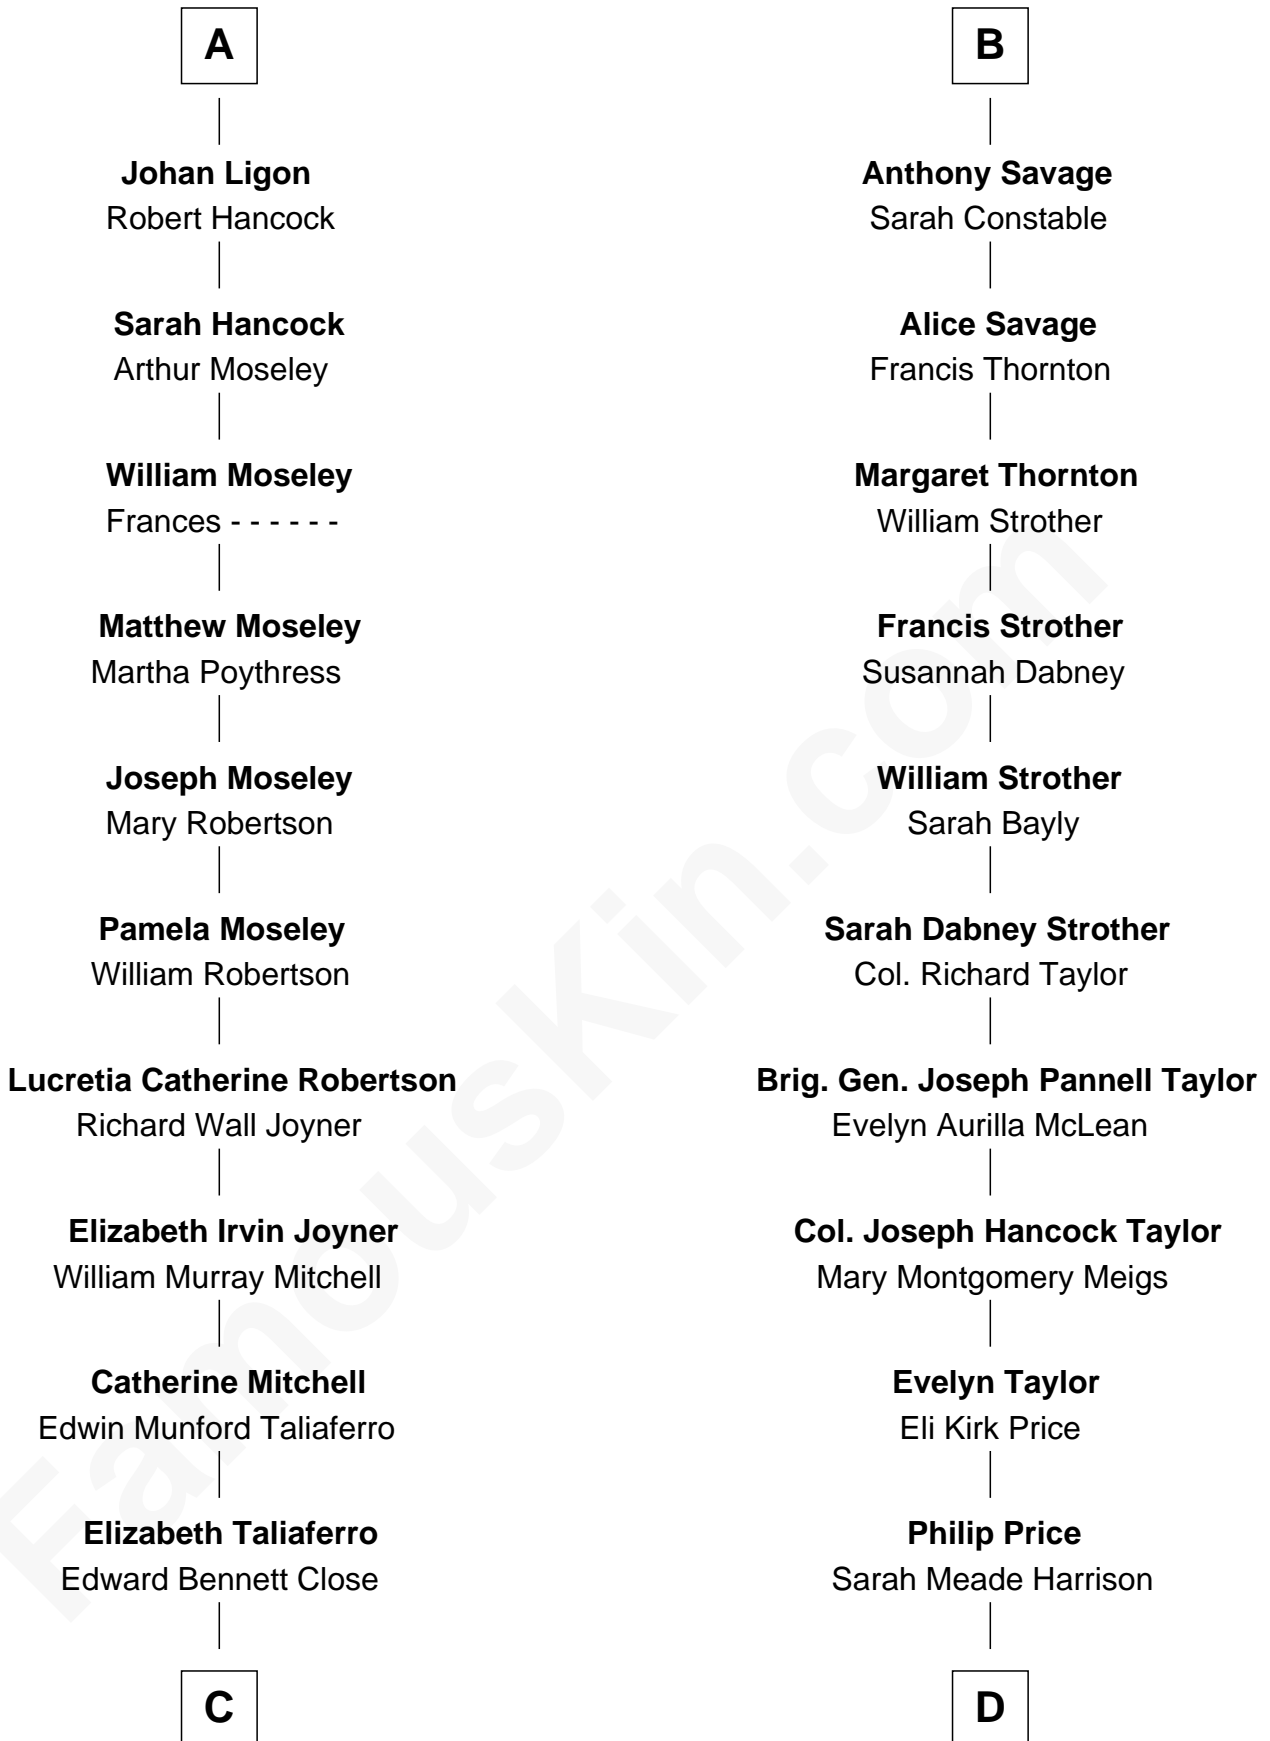 A
Johan Ligon
Robert Hancock
Sarah Hancock
Arthur Moseley
William Moseley
Frances - - - - - -
Matthew Moseley
Martha Poythress
Joseph Moseley
Mary Robertson
Pamela Moseley
William Robertson
Lucretia Catherine Robertson
Richard Wall Joyner
Elizabeth Irvin Joyner
William Murray Mitchell
Catherine Mitchell
Edwin Munford Taliaferro
Elizabeth Taliaferro
Edward Bennett Close
C
B
Anthony Savage
Sarah Constable
Alice Savage
Francis Thornton
Margaret Thornton
William Strother
Francis Strother
Susannah Dabney
William Strother
Sarah Bayly
Sarah Dabney Strother
Col. Richard Taylor
Brig. Gen. Joseph Pannell Taylor
Evelyn Aurilla McLean
Col. Joseph Hancock Taylor
Mary Montgomery Meigs
Evelyn Taylor
Eli Kirk Price
Philip Price
Sarah Meade Harrison
D
FamousKin.com